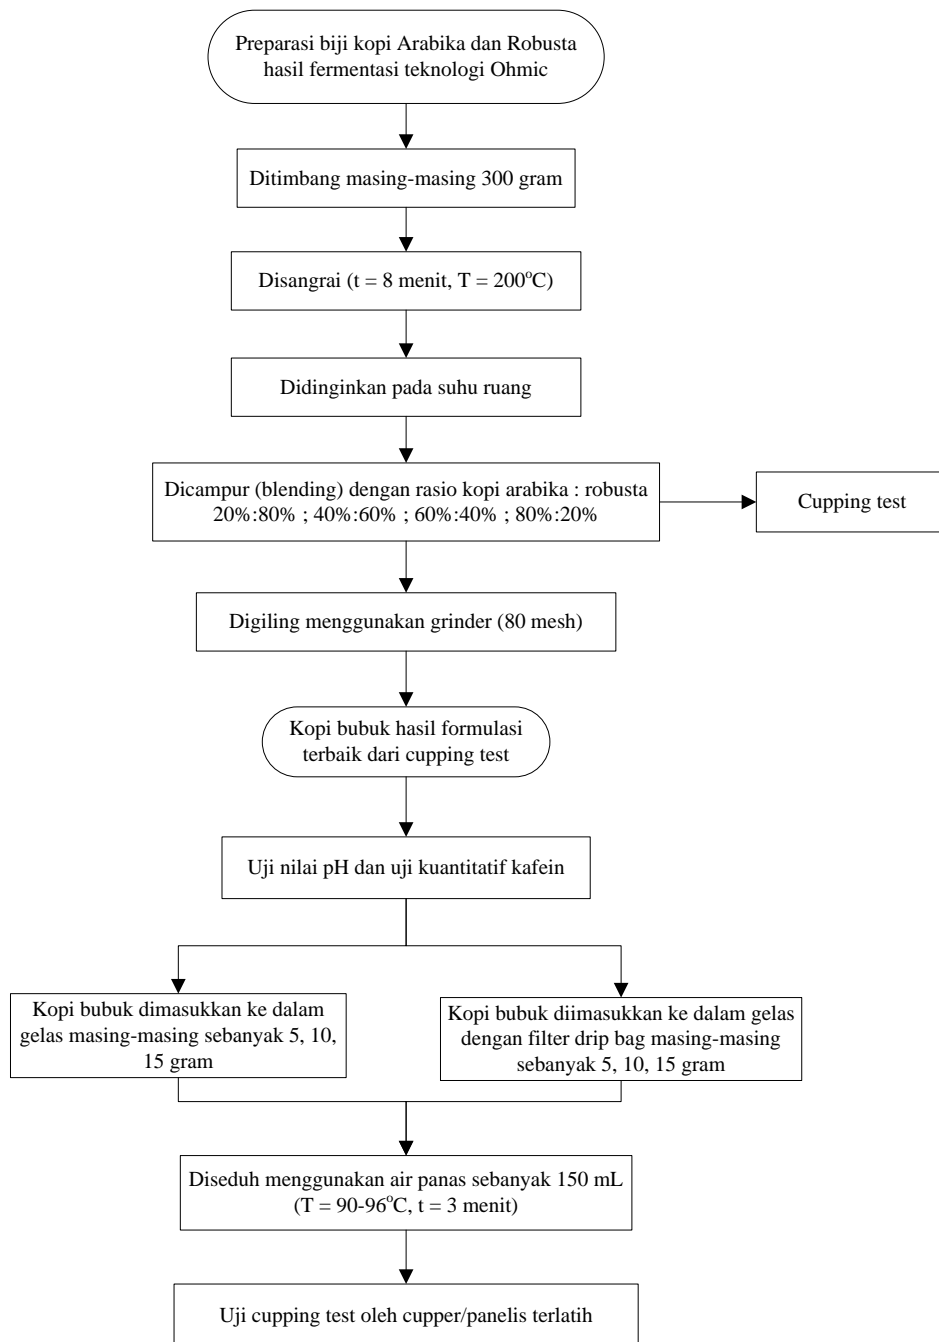 Preparasi biji kopi Arabika dan Robusta
hasil fermentasi teknologi Ohmic
Ditimbang masing-masing 300 gram
Disangrai (t = 8 menit, T = 200°C)
Didinginkan pada suhu ruang
Dicampur (blending) dengan rasio kopi arabika : robusta
20%:80% ; 40%:60% ; 60%:40% ; 80%:20%
Cupping test
Digiling menggunakan grinder (80 mesh)
Kopi bubuk hasil formulasi
terbaik dari cupping test
Uji nilai pH dan uji kuantitatif kafein
Kopi bubuk dimasukkan ke dalam
gelas masing-masing sebanyak 5, 10,
15 gram
Kopi bubuk diimasukkan ke dalam gelas
dengan filter drip bag masing-masing
sebanyak 5, 10, 15 gram
Diseduh menggunakan air panas sebanyak 150 mL
(T = 90-96°C, t = 3 menit)
Uji cupping test oleh cupper/panelis terlatih